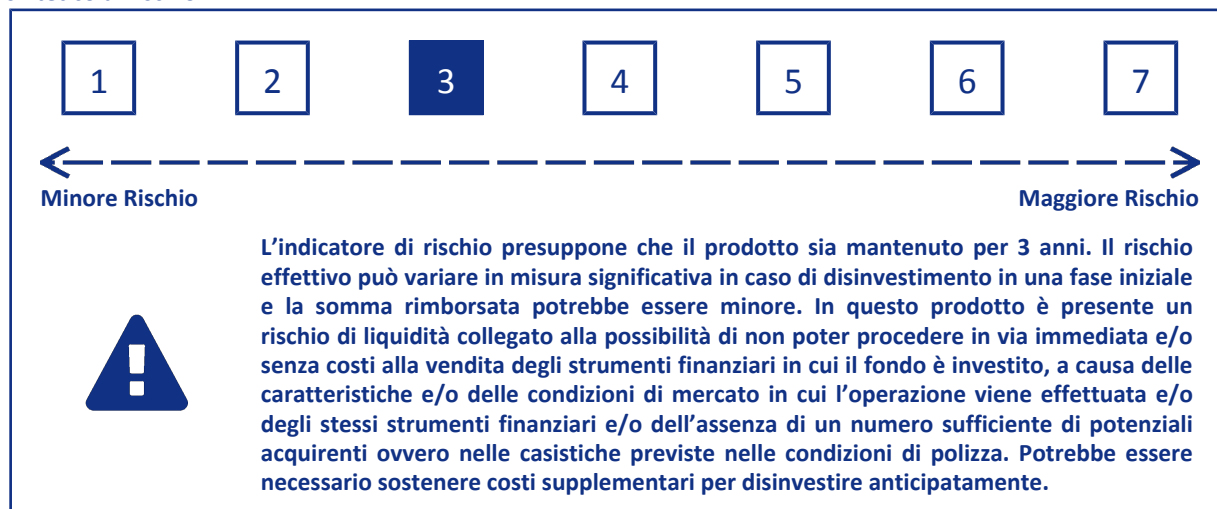 1 2 3 4 5 6 7
Minore Rischio Maggiore Rischio
L’indicatore di rischio presuppone che il prodotto sia mantenuto per 3 anni. Il rischio
effettivo può variare in misura significativa in caso di disinvestimento in una fase iniziale
e la somma rimborsata potrebbe essere minore. In questo prodotto è presente un
rischio di liquidità collegato alla possibilità di non poter procedere in via immediata e/o
senza costi alla vendita degli strumenti finanziari in cui il fondo è investito, a causa delle
caratteristiche e/o delle condizioni di mercato in cui l’operazione viene effettuata e/o
degli stessi strumenti finanziari e/o dell’assenza di un numero sufficiente di potenziali
acquirenti ovvero nelle casistiche previste nelle condizioni di polizza. Potrebbe essere
necessario sostenere costi supplementari per disinvestire anticipatamente.